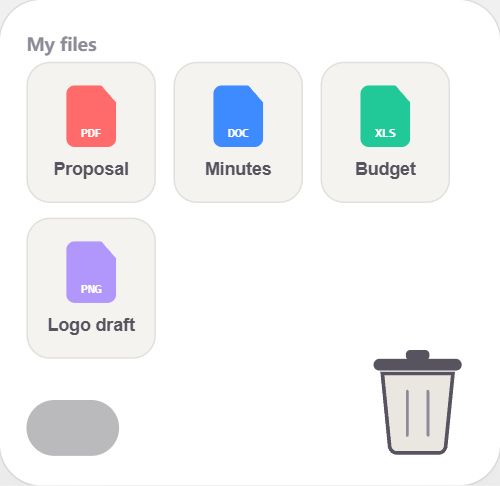 My files
PDF
DOC
XLS
Proposal
Minutes
Budget
PNG
Logo draft